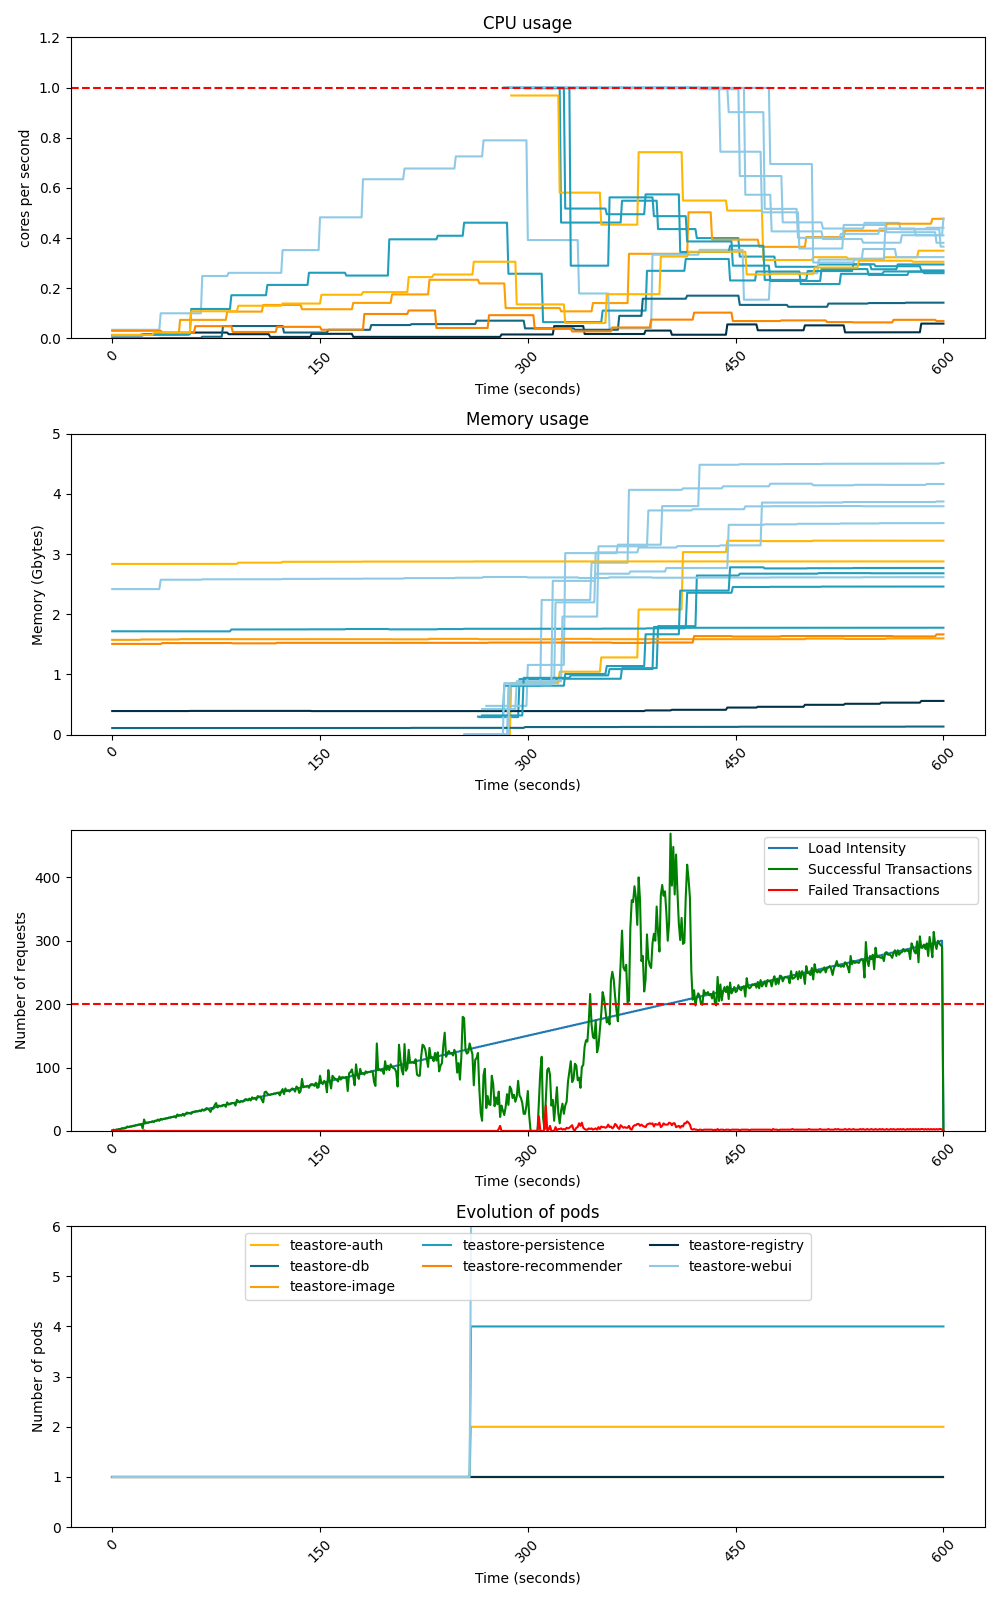 CPU usage
1.2
1.0
0.8
0.6
0.4
0.2
0.0
cores per second
0
150
300
450
600
Time (seconds)
Memory usage
5
4
3
2
1
0
Memory (Gbytes)
0
150
300
450
600
Time (seconds)
Load Intensity
Successful Transactions
Failed Transactions
400
300
200
100
0
Number of requests
0
150
300
450
600
Time (seconds)
Evolution of pods
teastore-auth
teastore-db
teastore-image
teastore-persistence
teastore-recommender
teastore-registry
teastore-webui
6
5
4
3
2
1
0
Number of pods
0
150
300
450
600
Time (seconds)